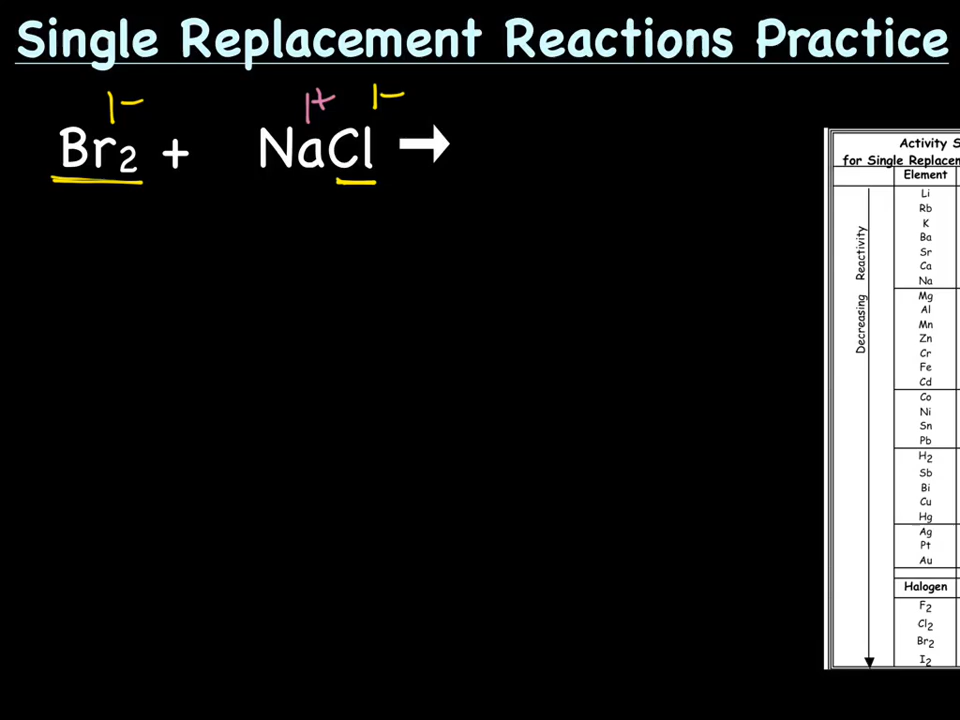 Single Replacement Reactions Practice
1- 1+ 1-
Br2 + NaCl →
Activity S
for Single Replacem
Element
Decreasing Reactivity
Li
Rb
K
Ba
Sr
Ca
Na
Mg
Al
Mn
Zn
Cr
Fe
Cd
Co
Ni
Sn
Pb
H2
Sb
Bi
Cu
Hg
Ag
Pt
Au
Halogen
F2
Cl2
Br2
I2